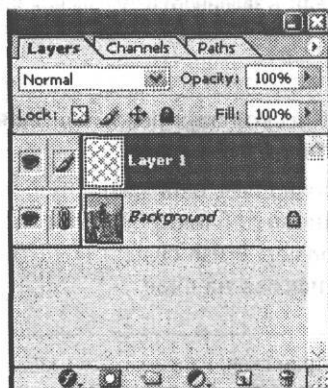 Layers Channels Paths
Normal Opacity: 100%
Lock: Fill: 100%
Layer 1
Background